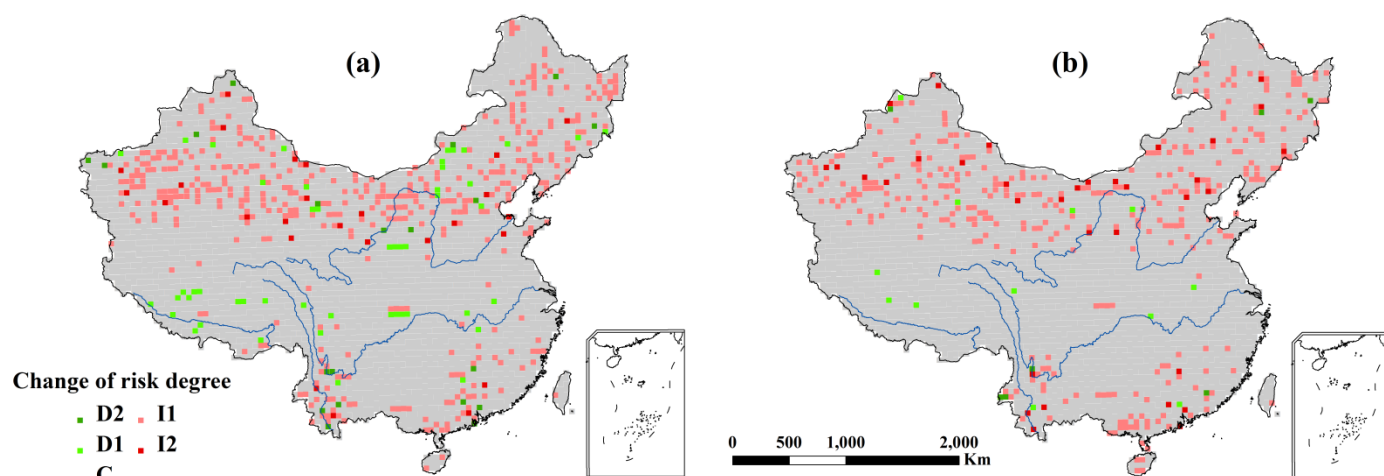 (a)
(b)
Change of risk degree
D2 I1
D1 I2
C
0 500 1,000 2,000
Km